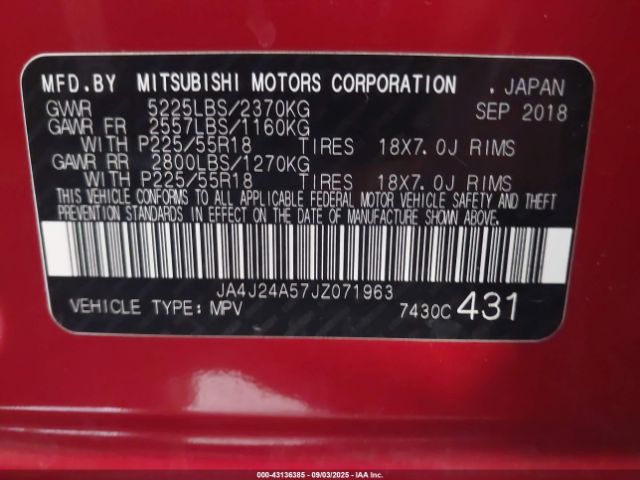 MFD.BY MITSUBISHI MOTORS CORPORATION . JAPAN
GVWR 5225LBS/2370KG SEP 2018
GAWR FR 2557LBS/1160KG
WITH P225/55R18 TIRES 18X7.0J RIMS
GAWR RR 2800LBS/1270KG
WITH P225/55R18 TIRES 18X7.0J RIMS
THIS VEHICLE CONFORMS TO ALL APPLICABLE FEDERAL MOTOR VEHICLE SAFETY AND THEFT
PREVENTION STANDARDS IN EFFECT ON THE DATE OF MANUFACTURE SHOWN ABOVE.
JA4J24A57JZ071963
VEHICLE TYPE: MPV 7430C 431
000-43136385 - 09/03/2025 - IAAI.CA